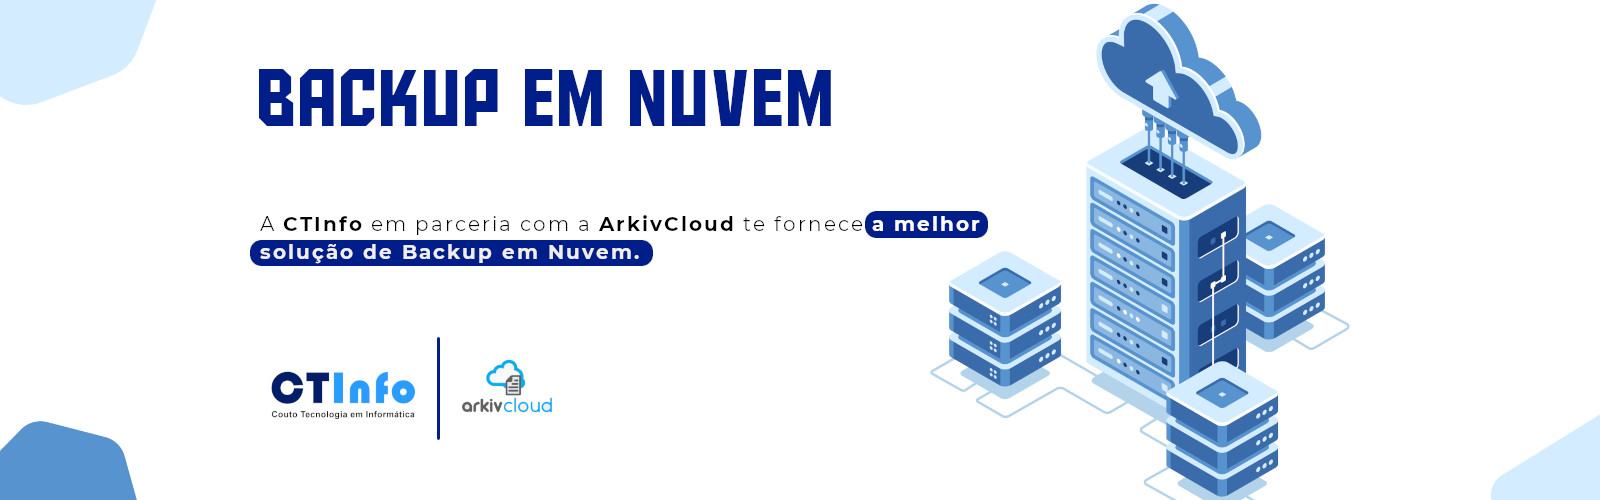 BACKUP EM NUVEM
A CTInfo em parceria com a ArkivCloud te fornece a melhor
solução de Backup em Nuvem.
CTInfo
Couto Tecnologia em Informática
arkivcloud